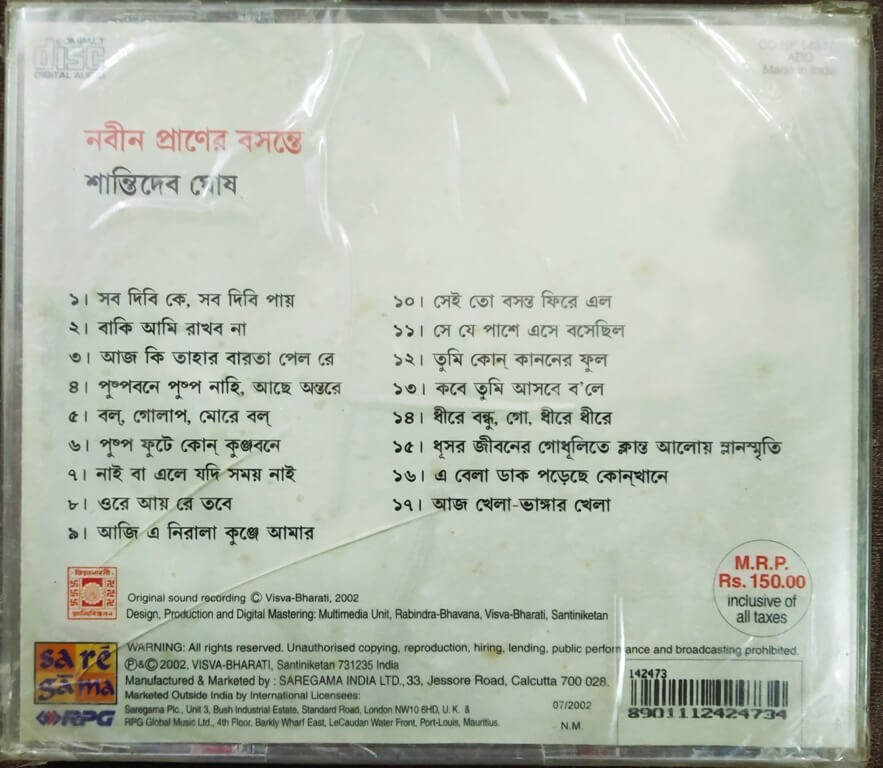 COMPACT
disc
DIGITAL AUDIO
নবীন প্রাণের বসন্তে
শান্তিদেব ঘোষ
১। সব দিবি কে, সব দিবি পায়
২। বাকি আমি রাখব না
৩। আজ কি তাহার বারতা পেল রে
৪। পুষ্পবনে পুষ্প নাহি, আছে অন্তরে
৫। বল্, গোলাপ, মোরে বল্
৬। পুষ্প ফুটে কোন্ কুঞ্জবনে
৭। নাই বা এলে যদি সময় নাই
৮। ওরে আয় রে তবে
৯। আজি এ নিরালা কুঞ্জে আমার
১০। সেই তো বসন্ত ফিরে এল
১১। সে যে পাশে এসে বসেছিল
১২। তুমি কোন্ কাননের ফুল
১৩। কবে তুমি আসবে ব'লে
১৪। ধীরে বন্ধু, গো, ধীরে ধীরে
১৫। ধূসর জীবনের গোধূলিতে ক্লান্ত আলোয় ম্লানস্মৃতি
১৬। এ বেলা ডাক পড়েছে কোন্‌খানে
১৭। আজ খেলা-ভাঙ্গার খেলা
M.R.P.
Rs. 150.00
inclusive of
all taxes
Original sound recording © Visva-Bharati, 2002
Design, Production and Digital Mastering: Multimedia Unit, Rabindra-Bhavana, Visva-Bharati, Santiniketan
sa rē
gāma
RPG
WARNING: All rights reserved. Unauthorised copying, reproduction, hiring, lending, public performance and broadcasting prohibited.
℗&© 2002, VISVA-BHARATI, Santiniketan 731235 India
Manufactured & Marketed by : SAREGAMA INDIA LTD., 33, Jessore Road, Calcutta 700 028.
Marketed Outside India by International Licensees:
Saregama Plc., Unit 3, Bush Industrial Estate, Standard Road, London NW10 6HD, U. K. &
RPG Global Music Ltd., 4th Floor, Barkly Wharf East, LeCaudan Water Front, Port-Louis, Mauritius.
07/2002
N.M.
142473
8901112424734